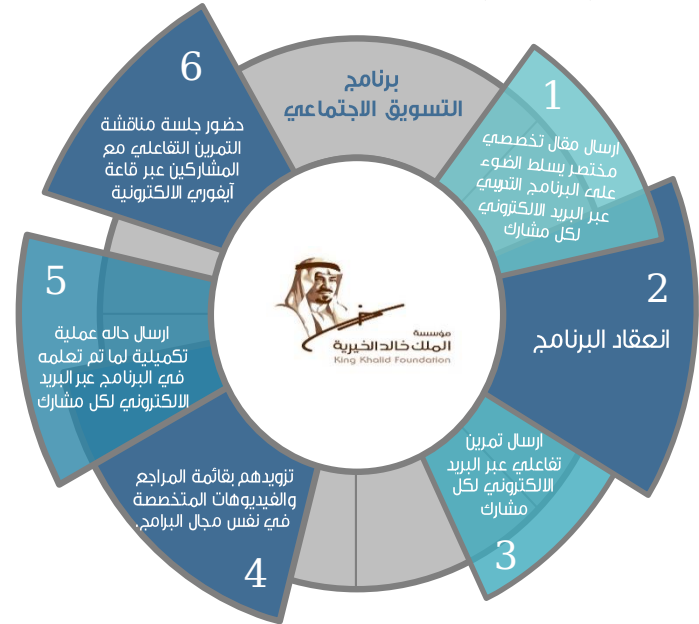 برنامج
التسويق الاجتماعي
1
ارسال مقال تخصصي
مختصر يسلط الضوء
على البرنامج التدريبي
عبر البريد الالكتروني
لكل مشارك
2
انعقاد البرنامج
ارسال تمرين
تفاعلي عبر البريد
الالكتروني لكل
مشارك
3
تزويدهم بقائمة المراجع
والفيديوهات المتخصصة
في نفس مجال البرامج.
4
5
ارسال حاله عملية
تكميلية لما تم تعلمه
في البرنامج عبر البريد
الالكتروني لكل مشارك
6
حضور جلسة مناقشة
التمرين التفاعلي مع
المشاركين عبر قاعة
آيفوري الالكترونية
مؤسسة
الملك خالد الخيرية
King Khalid Foundation